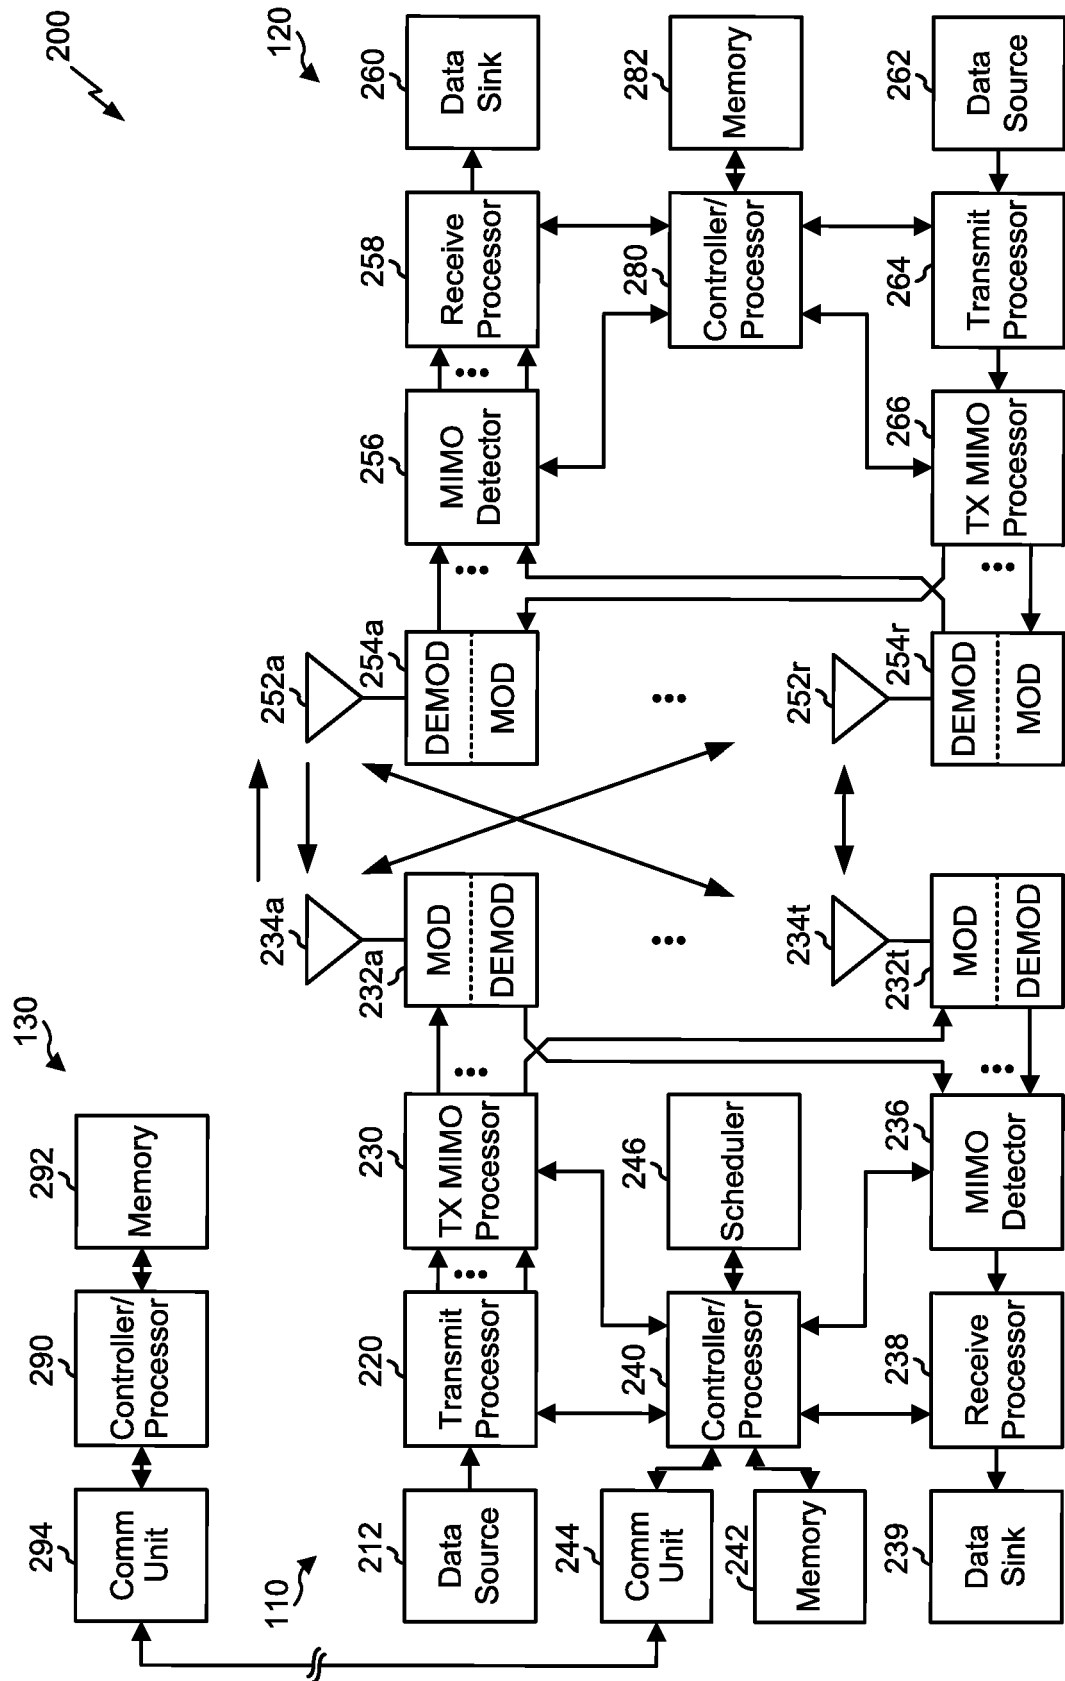 200
130
294
Comm
Unit
290
Controller/
Processor
292
Memory
110
120
212
Data
Source
220
Transmit
Processor
230
TX MIMO
Processor
232a
MOD
DEMOD
234a
252a
254a
DEMOD
MOD
256
MIMO
Detector
258
Receive
Processor
260
Data
Sink
244
Comm
Unit
242
Memory
240
Controller/
Processor
246
Scheduler
280
Controller/
Processor
282
Memory
239
Data
Sink
238
Receive
Processor
236
MIMO
Detector
232t
MOD
DEMOD
234t
252r
254r
DEMOD
MOD
266
TX MIMO
Processor
264
Transmit
Processor
262
Data
Source